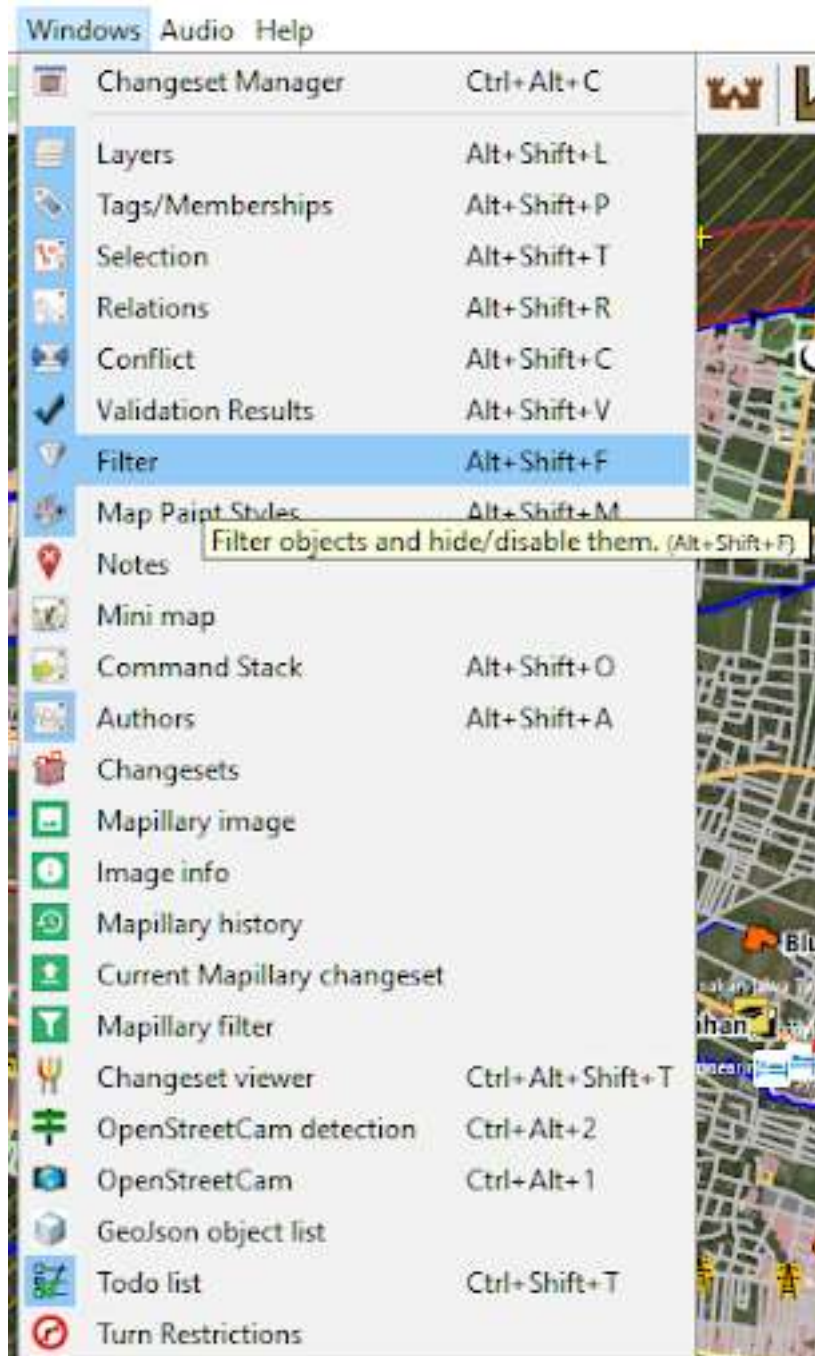 Windows Audio Help
Changeset Manager Ctrl+Alt+C
Layers Alt+Shift+L
Tags/Memberships Alt+Shift+P
Selection Alt+Shift+T
Relations Alt+Shift+R
Conflict Alt+Shift+C
Validation Results Alt+Shift+V
Filter Alt+Shift+F
Map Paint Styles Alt+Shift+M
Filter objects and hide/disable them. (Alt+Shift+F)
Notes
Mini map
Command Stack Alt+Shift+O
Authors Alt+Shift+A
Changesets
Mapillary image
Image info
Mapillary history
Current Mapillary changeset
Blu
Mapillary filter
Changeset viewer Ctrl+Alt+Shift+T
OpenStreetCam detection Ctrl+Alt+2
OpenStreetCam Ctrl+Alt+1
GeoJson object list
Todo list Ctrl+Shift+T
Turn Restrictions